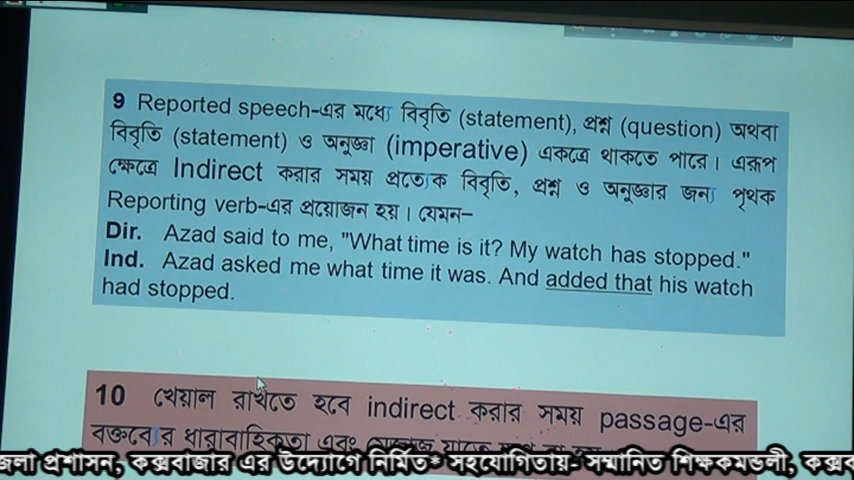 9 Reported speech-এর মধ্যে বিবৃতি (statement), প্রশ্ন (question) অথবা
বিবৃতি (statement) ও অনুজ্ঞা (imperative) একত্রে থাকতে পারে। এরূপ
ক্ষেত্রে Indirect করার সময় প্রত্যেক বিবৃতি, প্রশ্ন ও অনুজ্ঞার জন্য পৃথক
Reporting verb-এর প্রয়োজন হয়। যেমন–
Dir. Azad said to me, "What time is it? My watch has stopped."
Ind. Azad asked me what time it was. And added that his watch
had stopped.
10 খেয়াল রাখতে হবে indirect করার সময় passage-এর
বক্তব্যের ধারাবাহিকতা এবং
জেলা প্রশাসন, কক্সবাজার এর উদ্যোগে নির্মিত* সহযোগিতায়- সম্মানিত শিক্ষকমন্ডলী,